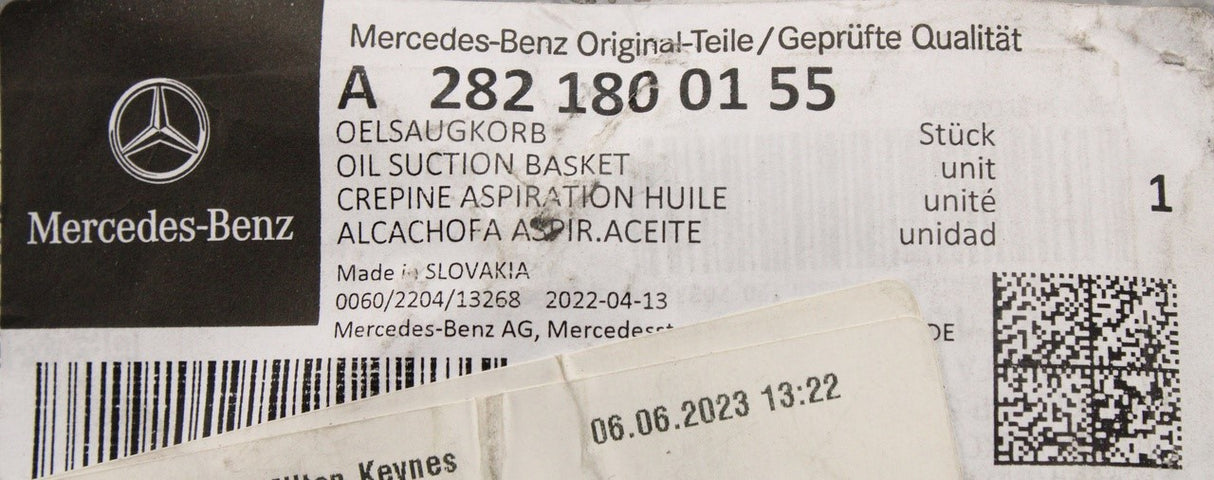 Mercedes-Benz
Mercedes-Benz Original-Teile/Geprüfte Qualität
A 282 180 01 55
OELSAUGKORB Stück
OIL SUCTION BASKET unit
CREPINE ASPIRATION HUILE unité 1
ALCACHOFA ASPIR.ACEITE unidad
Made in SLOVAKIA
0060/2204/13268 2022-04-13
Mercedes-Benz AG, DE
06.06.2023 13:22
Keynes